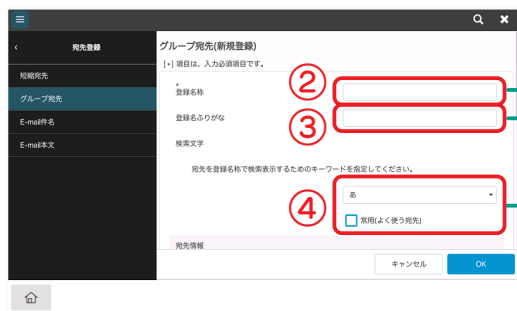 宛先登録
短縮宛先
グループ宛先
E-mail件名
E-mail本文
グループ宛先(新規登録)
[*] 項目は、入力必須項目です。
*
登録名称
②
登録名ふりがな
③
検索文字
宛先を登録名称で検索表示するためのキーワードを指定してください。
④
あ
常用(よく使う宛先)
宛先情報
キャンセル
OK